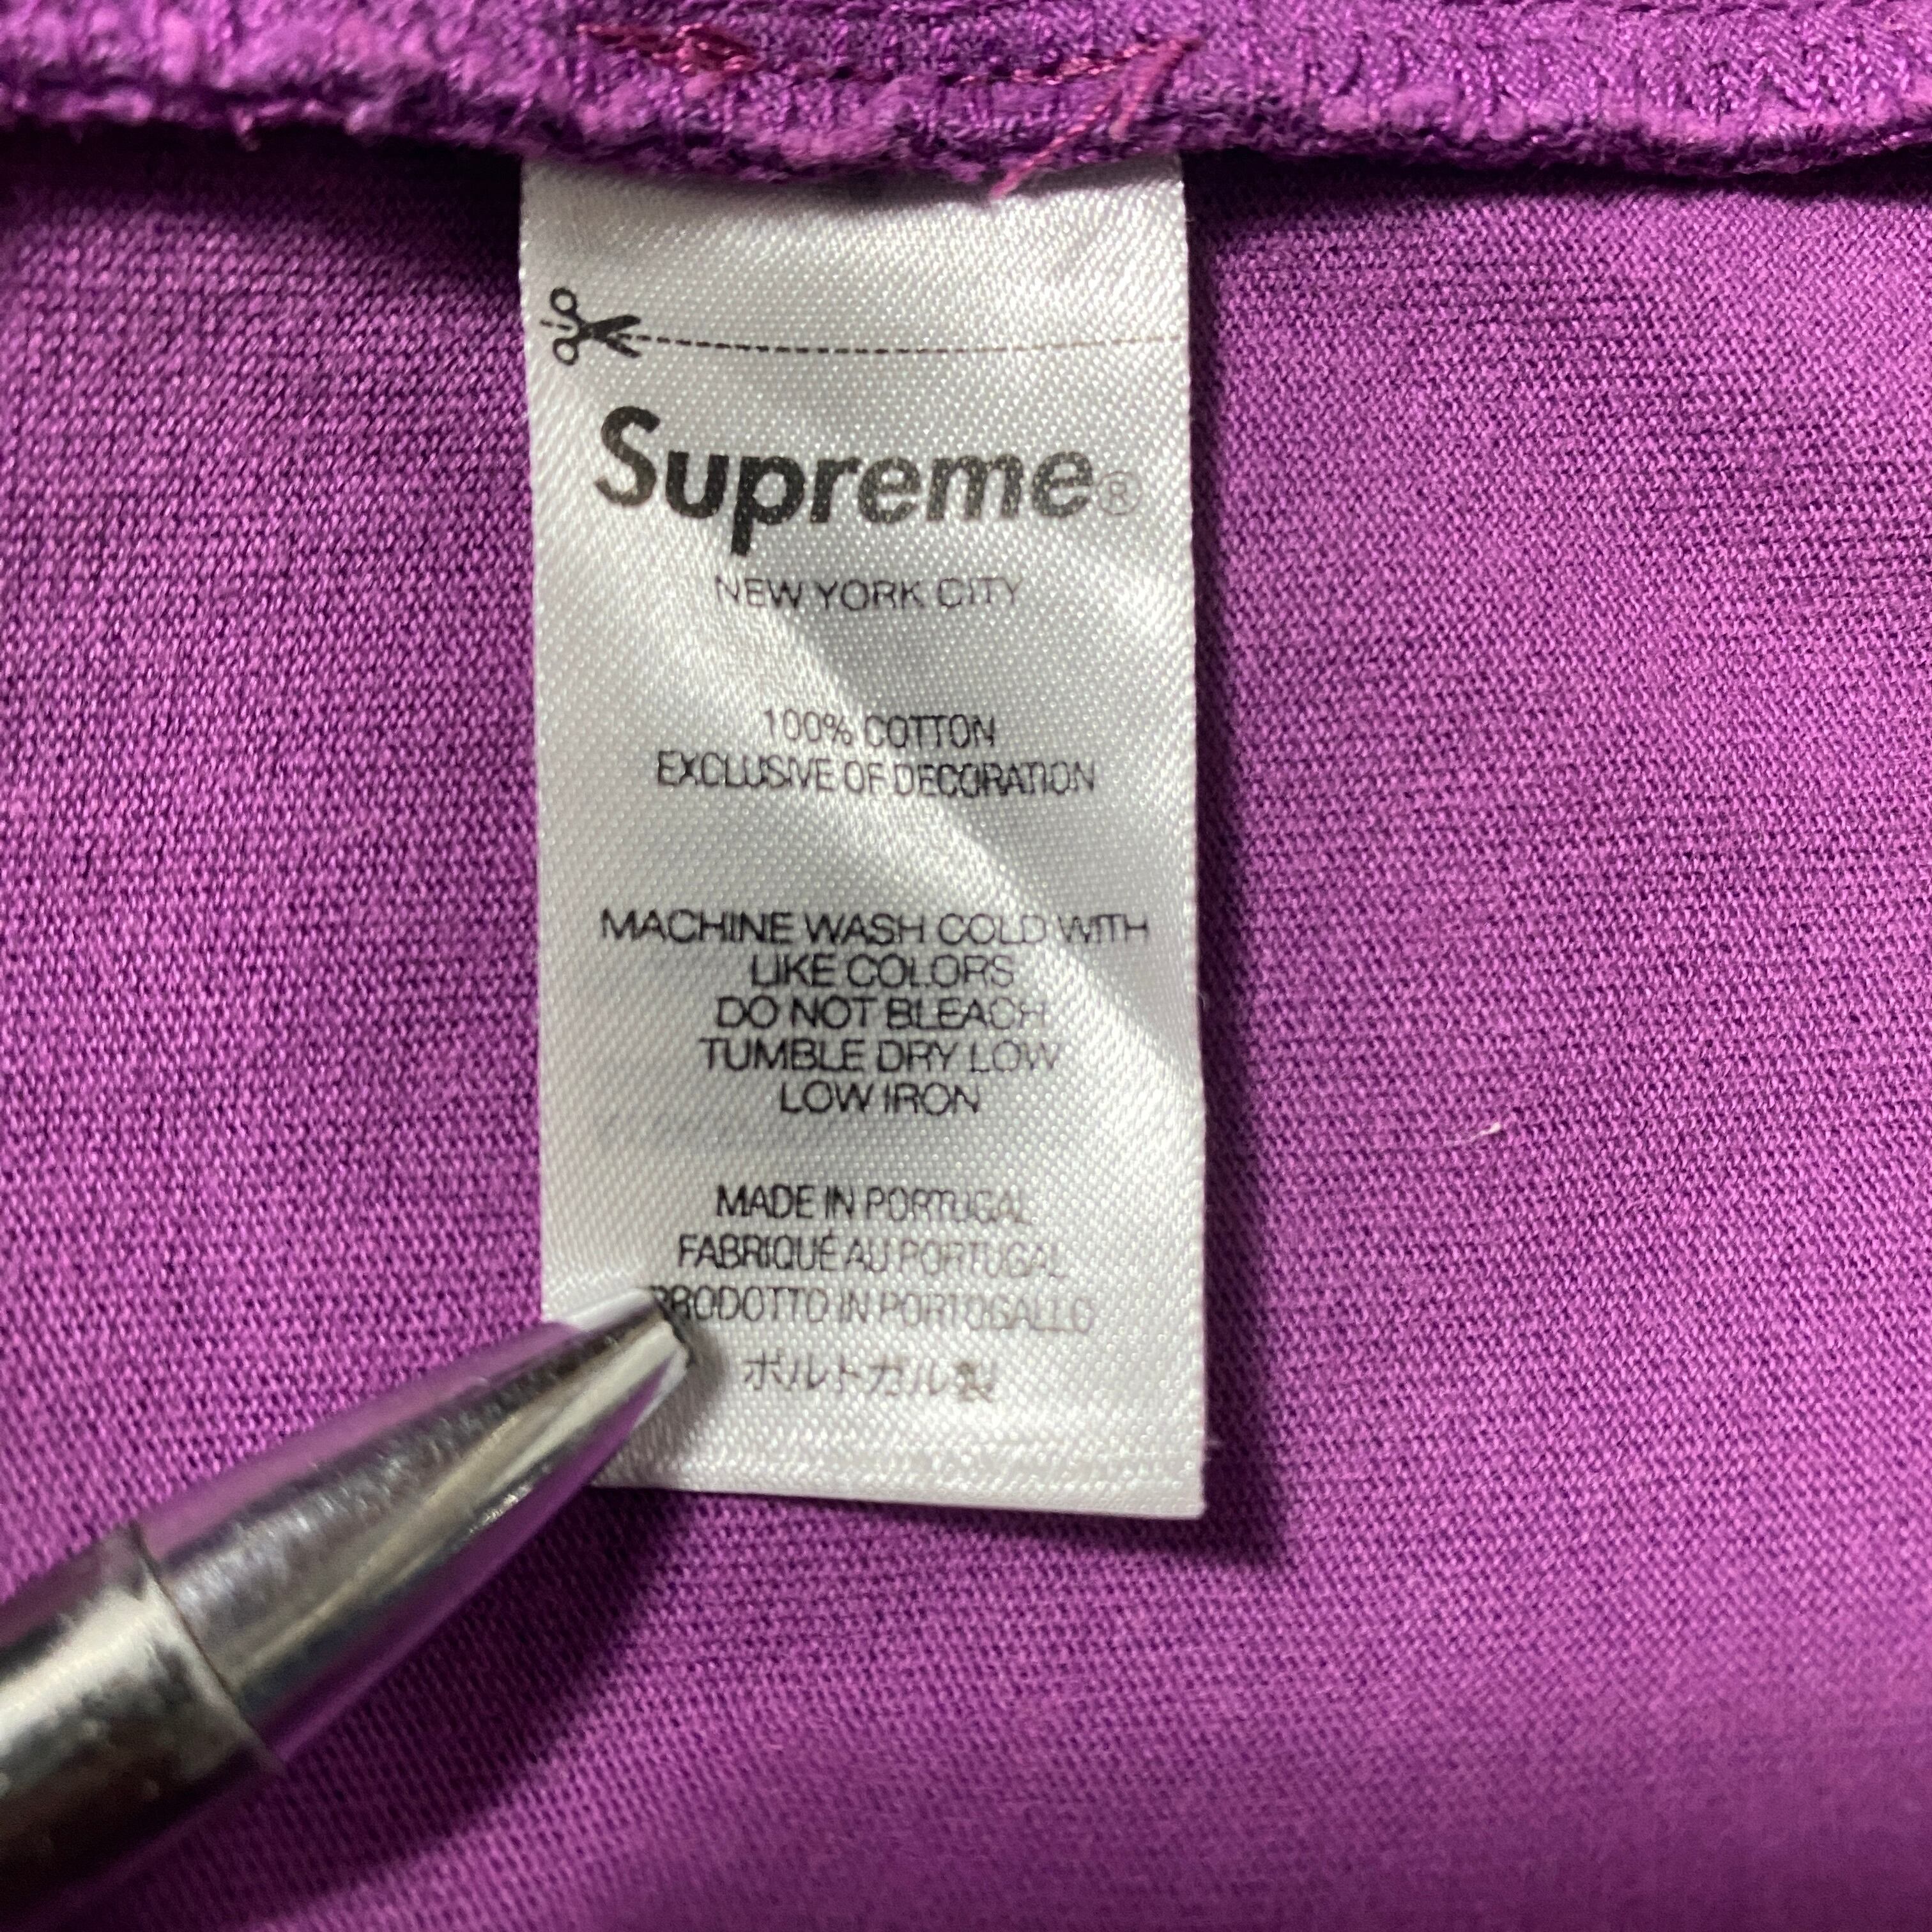 Supreme®
NEW YORK CITY
100% COTTON
EXCLUSIVE OF DECORATION
MACHINE WASH COLD WITH
LIKE COLORS
DO NOT BLEACH
TUMBLE DRY LOW
LOW IRON
MADE IN PORTUGAL
FABRIQUÉ AU PORTUGAL
PRODOTTO IN PORTOGALLO
ポルトガル製